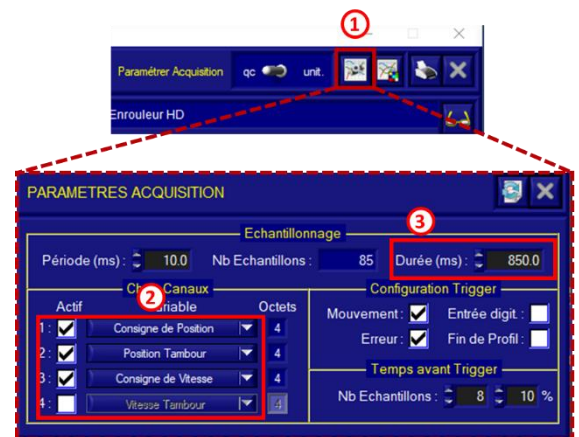 1
Paramétrer Acquisition qc unit.
Enrouleur HD
PARAMETRES ACQUISITION
3
Echantillonnage
Période (ms) : 10.0 Nb Echantillons : 85 Durée (ms) : 850.0
Canaux
2
Actif Octets
1 : Consigne de Position 4
2 : Position Tambour 4
3 : Consigne de Vitesse 4
4 : Vitesse Tambour 4
Configuration Trigger
Mouvement : Entrée digit. :
Erreur : Fin de Profil :
Temps avant Trigger
Nb Echantillons : 8 10 %